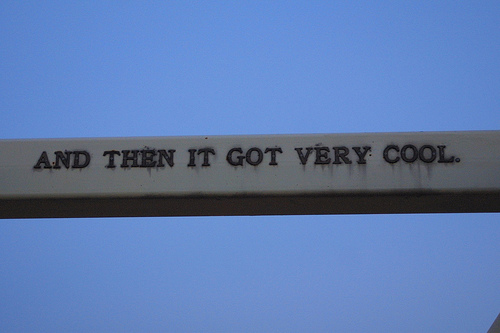 AND THEN IT GOT VERY COOL.